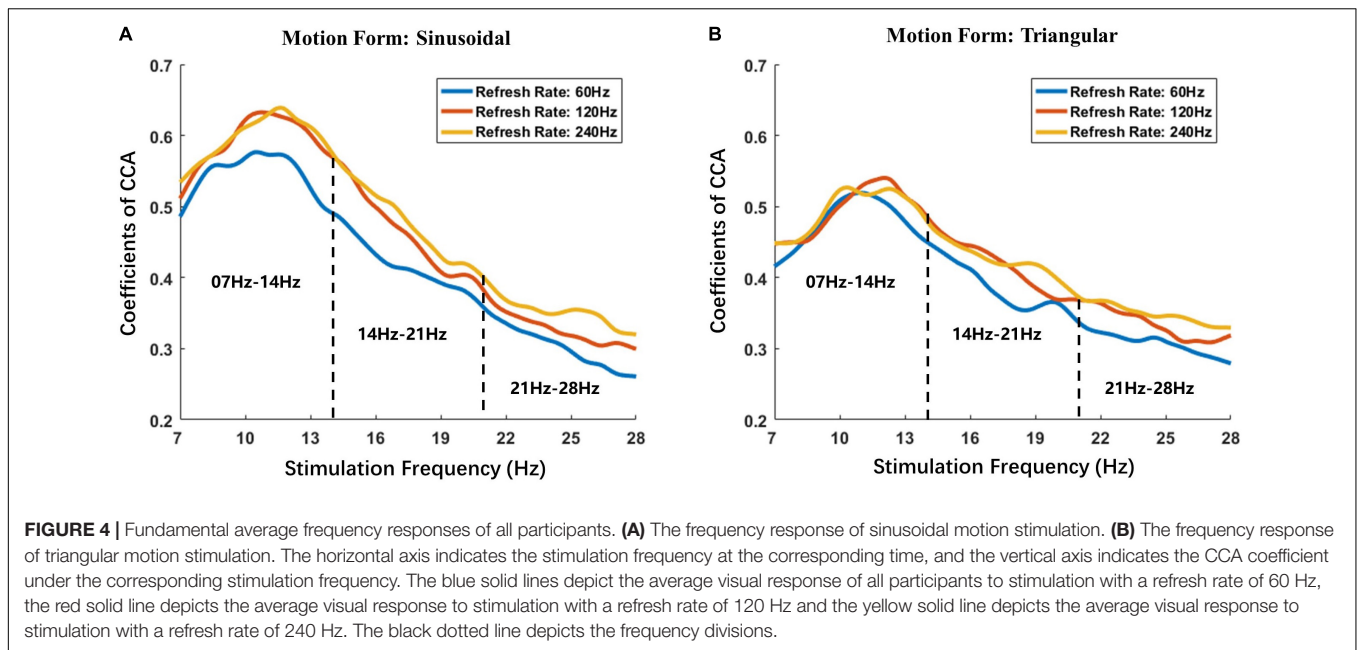 A
Motion Form: Sinusoidal
0.7
0.6
0.5
0.4
0.3
0.2
Coefficients of CCA
Refresh Rate: 60Hz
Refresh Rate: 120Hz
Refresh Rate: 240Hz
07Hz-14Hz
14Hz-21Hz
21Hz-28Hz
7 10 13 16 19 22 25 28
Stimulation Frequency (Hz)
B
Motion Form: Triangular
0.7
0.6
0.5
0.4
0.3
0.2
Coefficients of CCA
Refresh Rate: 60Hz
Refresh Rate: 120Hz
Refresh Rate: 240Hz
07Hz-14Hz
14Hz-21Hz
21Hz-28Hz
7 10 13 16 19 22 25 28
Stimulation Frequency (Hz)
FIGURE 4 | Fundamental average frequency responses of all participants. (A) The frequency response of sinusoidal motion stimulation. (B) The frequency response
of triangular motion stimulation. The horizontal axis indicates the stimulation frequency at the corresponding time, and the vertical axis indicates the CCA coefficient
under the corresponding stimulation frequency. The blue solid lines depict the average visual response of all participants to stimulation with a refresh rate of 60 Hz,
the red solid line depicts the average visual response to stimulation with a refresh rate of 120 Hz and the yellow solid line depicts the average visual response to
stimulation with a refresh rate of 240 Hz. The black dotted line depicts the frequency divisions.